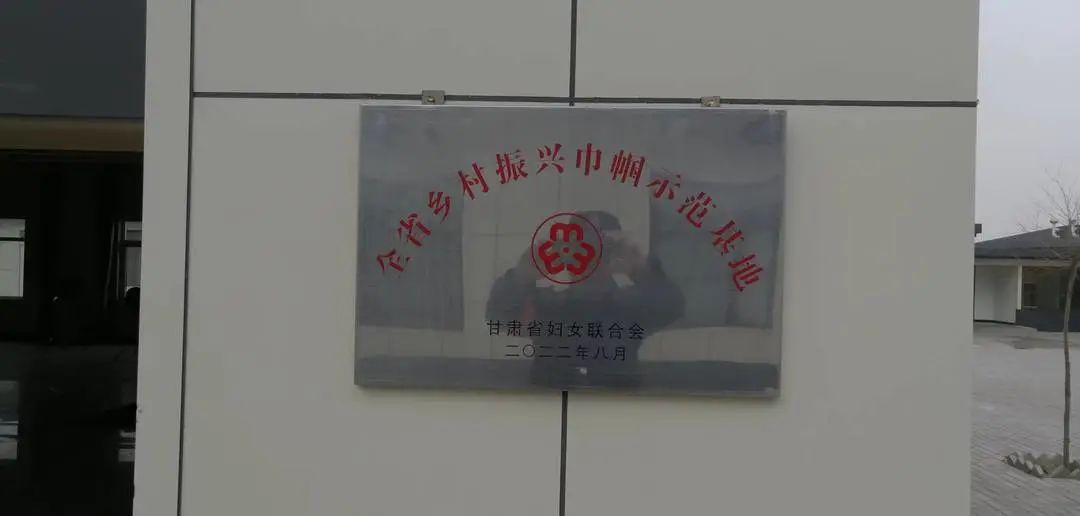 全省乡村振兴巾帼示范基地
甘肃省妇女联合会
二〇二二年八月